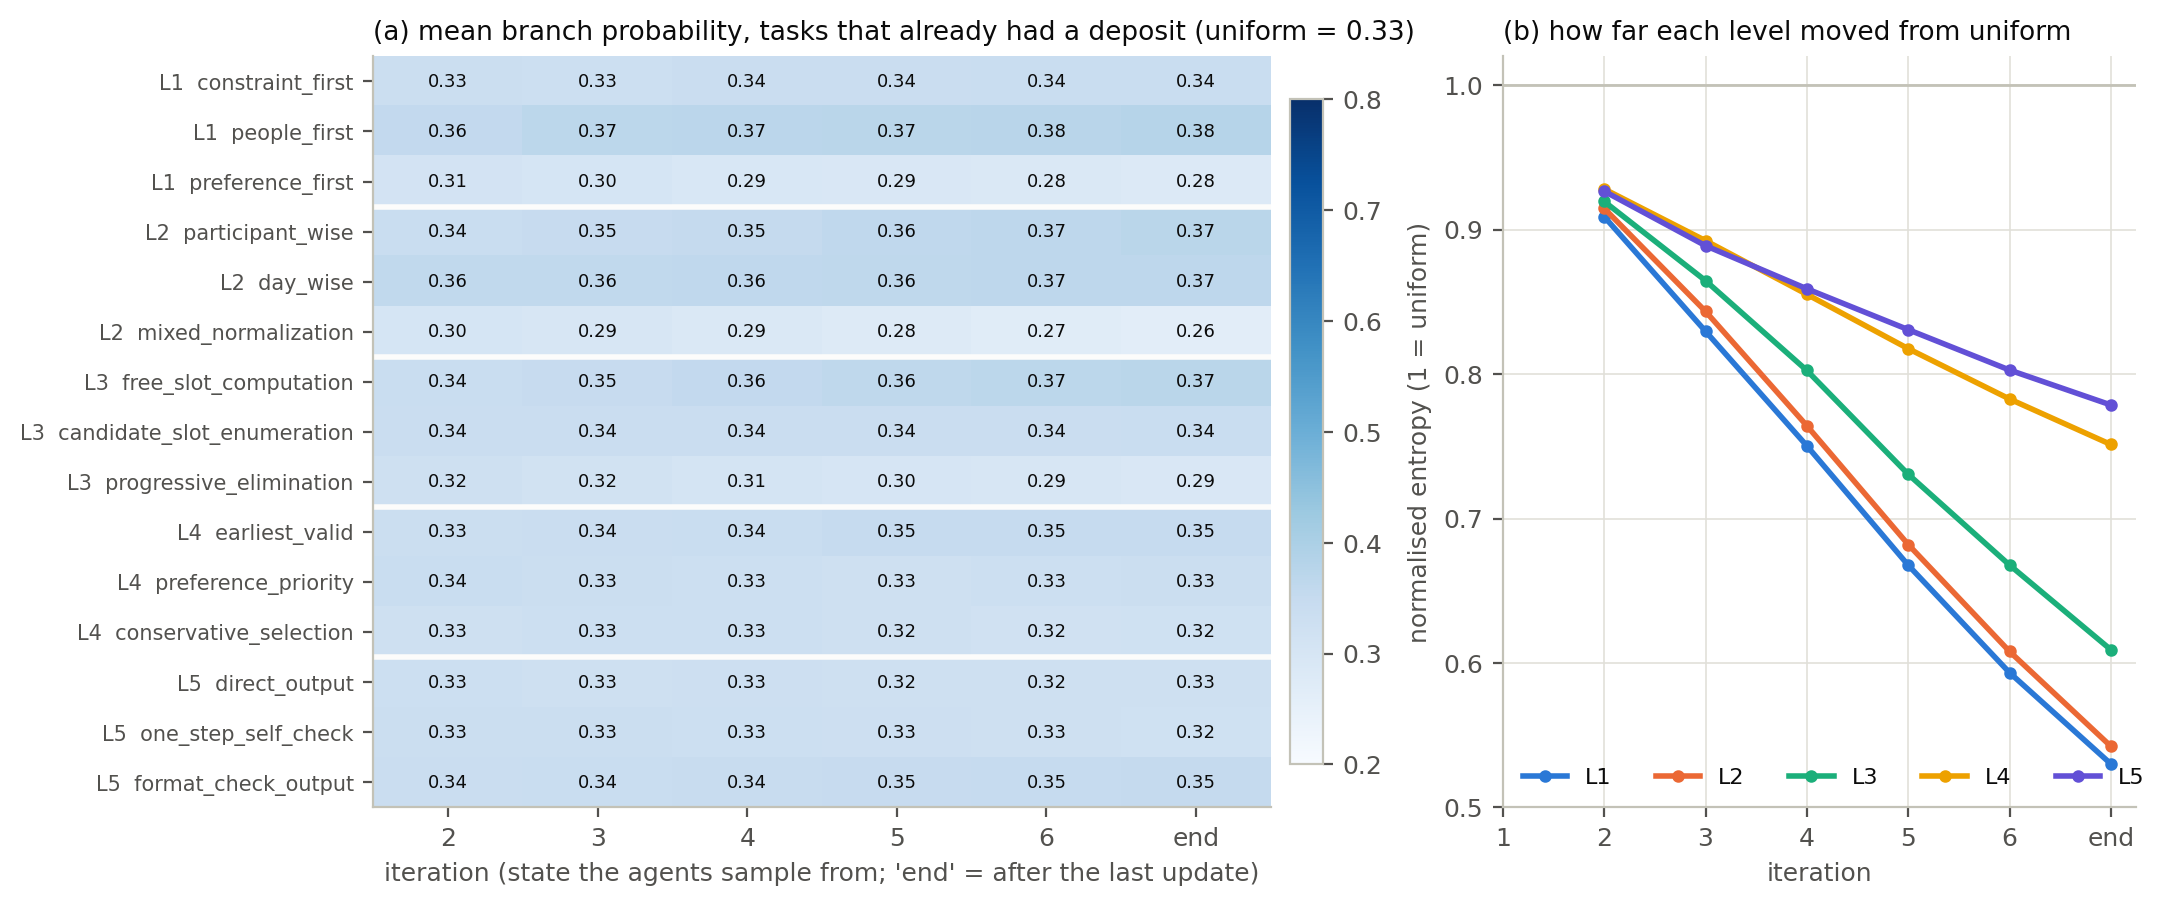 (a) mean branch probability, tasks that already had a deposit (uniform = 0.33)
L1 constraint_first 0.33 0.33 0.34 0.34 0.34 0.34
L1 people_first 0.36 0.37 0.37 0.37 0.38 0.38
L1 preference_first 0.31 0.30 0.29 0.29 0.28 0.28
L2 participant_wise 0.34 0.35 0.35 0.36 0.37 0.37
L2 day_wise 0.36 0.36 0.36 0.36 0.37 0.37
L2 mixed_normalization 0.30 0.29 0.29 0.28 0.27 0.26
L3 free_slot_computation 0.34 0.35 0.36 0.36 0.37 0.37
L3 candidate_slot_enumeration 0.34 0.34 0.34 0.34 0.34 0.34
L3 progressive_elimination 0.32 0.32 0.31 0.30 0.29 0.29
L4 earliest_valid 0.33 0.34 0.34 0.35 0.35 0.35
L4 preference_priority 0.34 0.33 0.33 0.33 0.33 0.33
L4 conservative_selection 0.33 0.33 0.33 0.32 0.32 0.32
L5 direct_output 0.33 0.33 0.33 0.32 0.32 0.33
L5 one_step_self_check 0.33 0.33 0.33 0.33 0.33 0.32
L5 format_check_output 0.34 0.34 0.34 0.35 0.35 0.35
2 3 4 5 6 end
iteration (state the agents sample from; 'end' = after the last update)
0.8
0.7
0.6
0.5
0.4
0.3
0.2
(b) how far each level moved from uniform
normalised entropy (1 = uniform)
1.0
0.9
0.8
0.7
0.6
0.5
L1 L2 L3 L4 L5
1 2 3 4 5 6 end
iteration